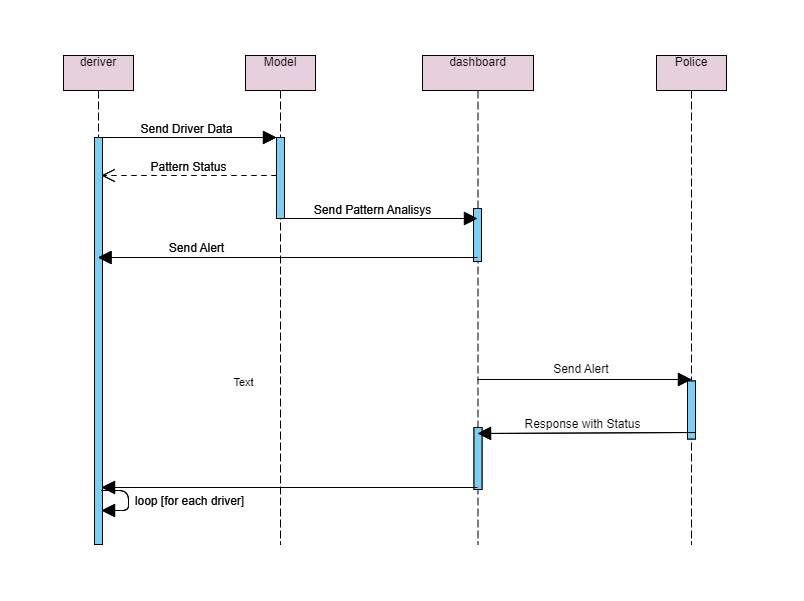 deriver
Model
dashboard
Police
Send Driver Data
Pattern Status
Send Pattern Analisys
Send Alert
Send Alert
Text
Response with Status
loop [for each driver]